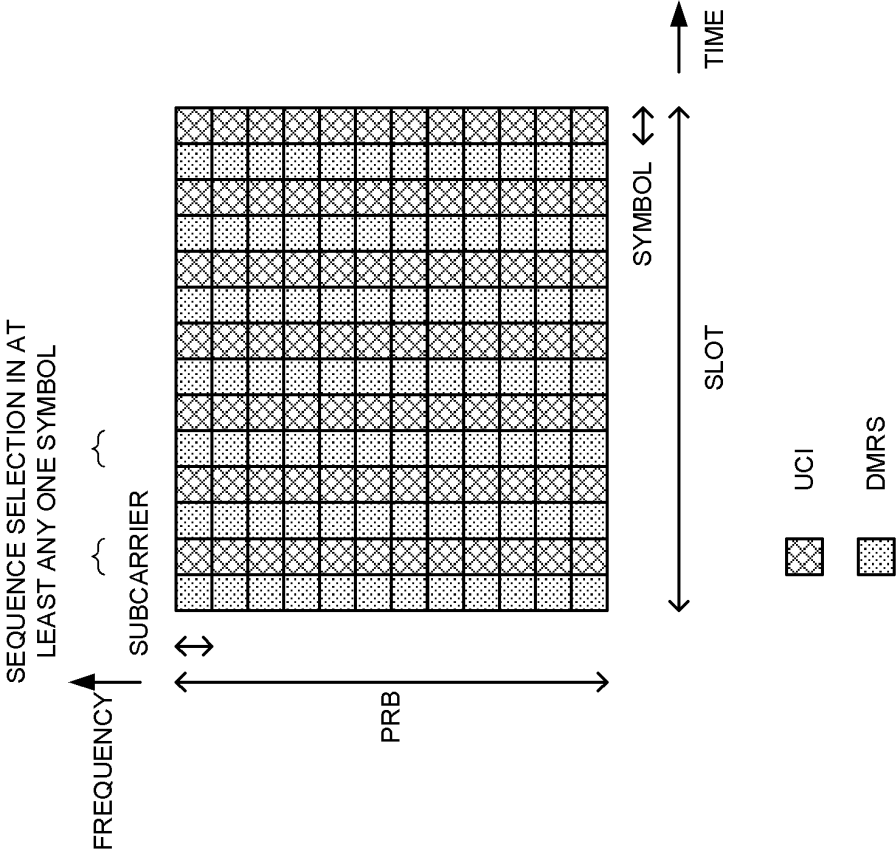 SEQUENCE SELECTION IN AT
LEAST ANY ONE SYMBOL
FREQUENCY
SUBCARRIER
PRB
SYMBOL
SLOT
TIME
UCI
DMRS